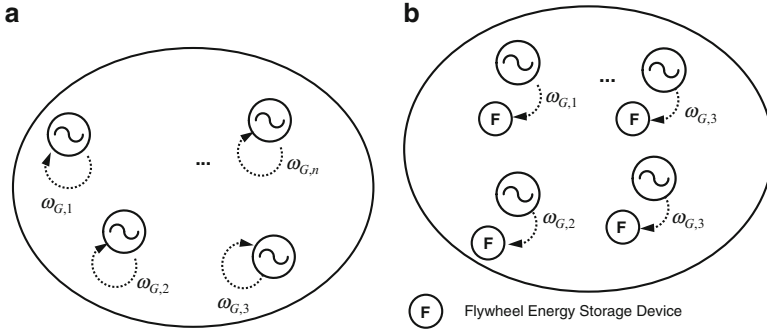 a
...
ω_{G,n}
ω_{G,1}
ω_{G,2}
ω_{G,3}
b
...
ω_{G,1}
F
F
ω_{G,3}
ω_{G,2}
F
F
ω_{G,3}
F Flywheel Energy Storage Device